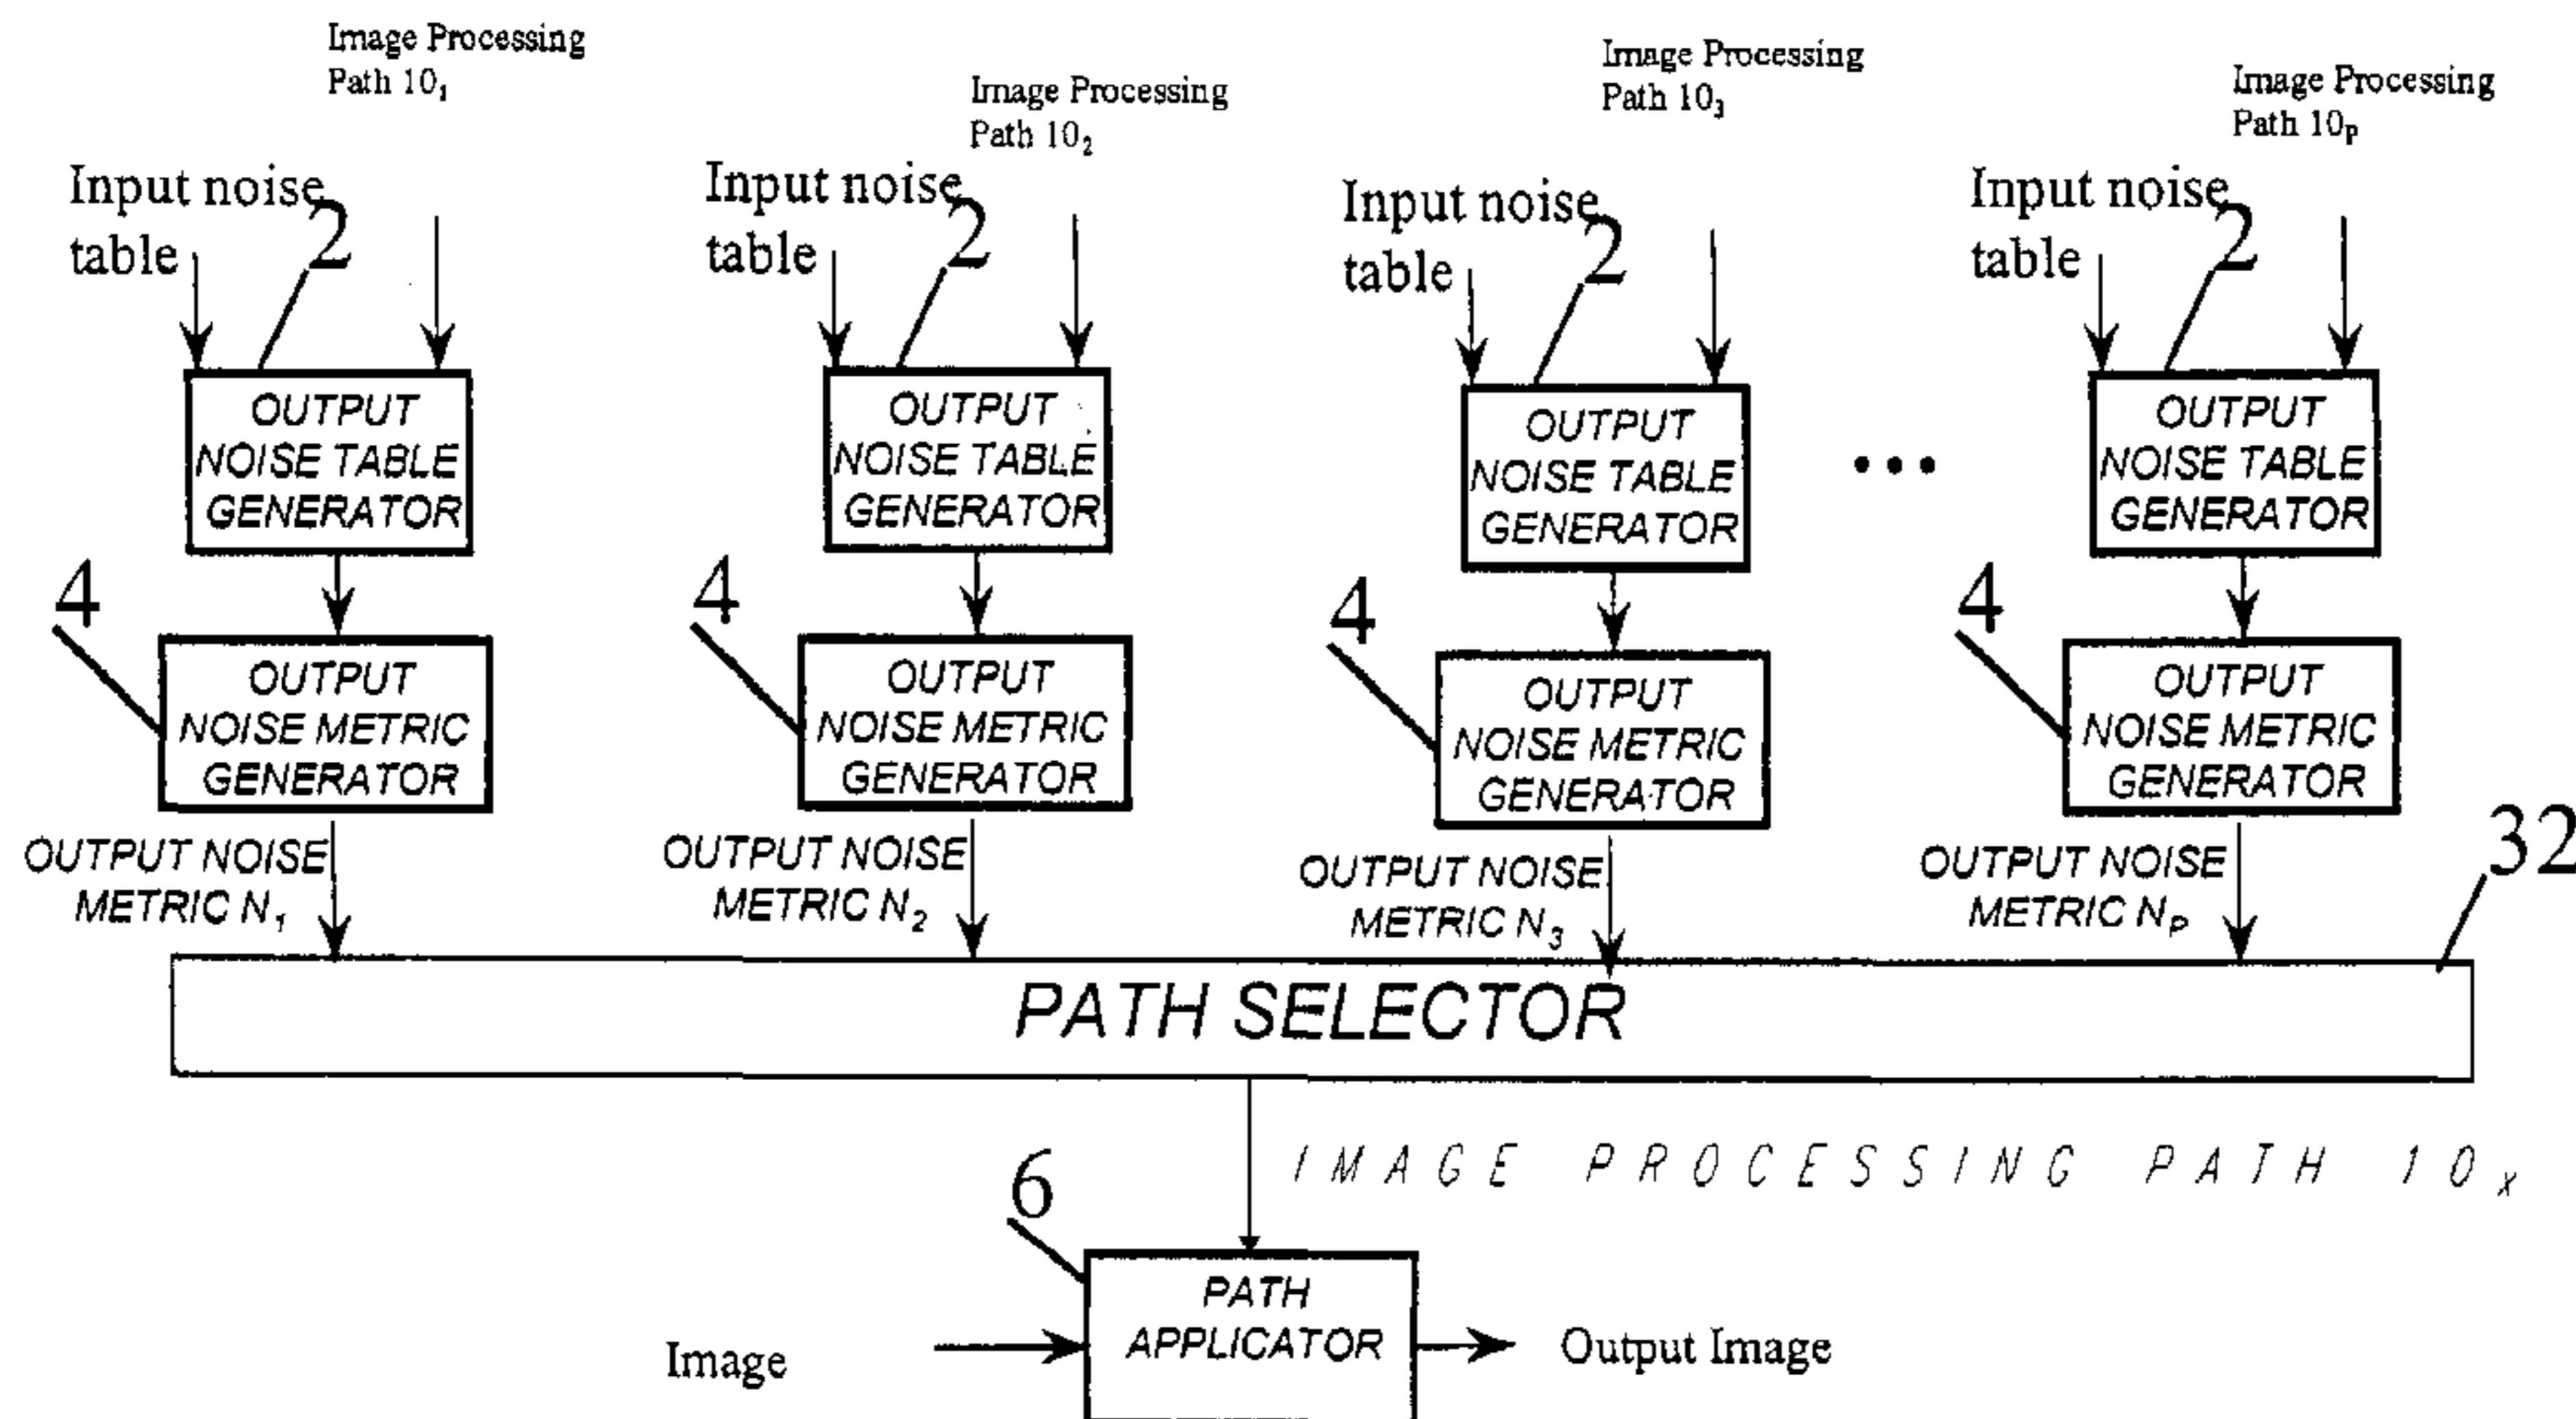 Image Processing
Path 10₁
Image Processing
Path 10₂
Image Processing
Path 10₃
Image Processing
Path 10ₚ
Input noise
table
2
Input noise
table
2
Input noise
table
2
Input noise
table
2
OUTPUT
NOISE TABLE
GENERATOR
OUTPUT
NOISE TABLE
GENERATOR
OUTPUT
NOISE TABLE
GENERATOR
...
OUTPUT
NOISE TABLE
GENERATOR
4
OUTPUT
NOISE METRIC
GENERATOR
4
OUTPUT
NOISE METRIC
GENERATOR
4
OUTPUT
NOISE METRIC
GENERATOR
4
OUTPUT
NOISE METRIC
GENERATOR
OUTPUT NOISE
METRIC N₁
OUTPUT NOISE
METRIC N₂
OUTPUT NOISE
METRIC N₃
OUTPUT NOISE
METRIC Nₚ
32
PATH SELECTOR
IMAGE PROCESSING PATH 10ₓ
6
PATH
APPLICATOR
Image
Output Image